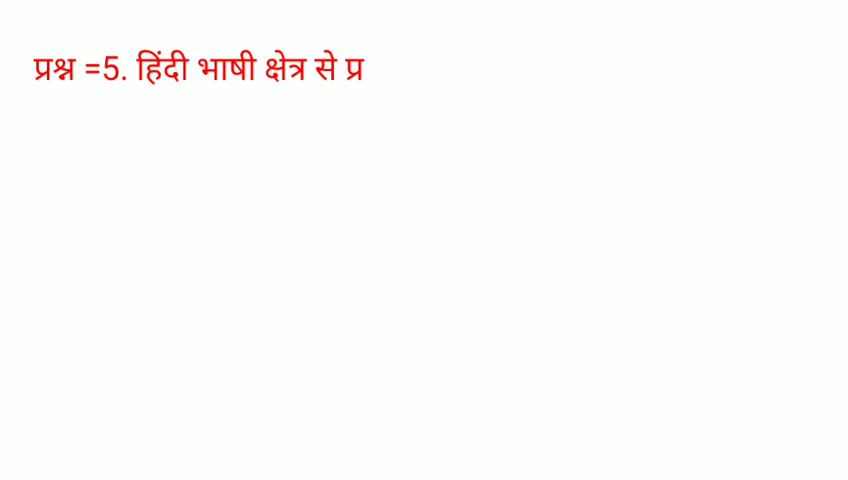 प्रश्न =5. हिंदी भाषी क्षेत्र से प्र